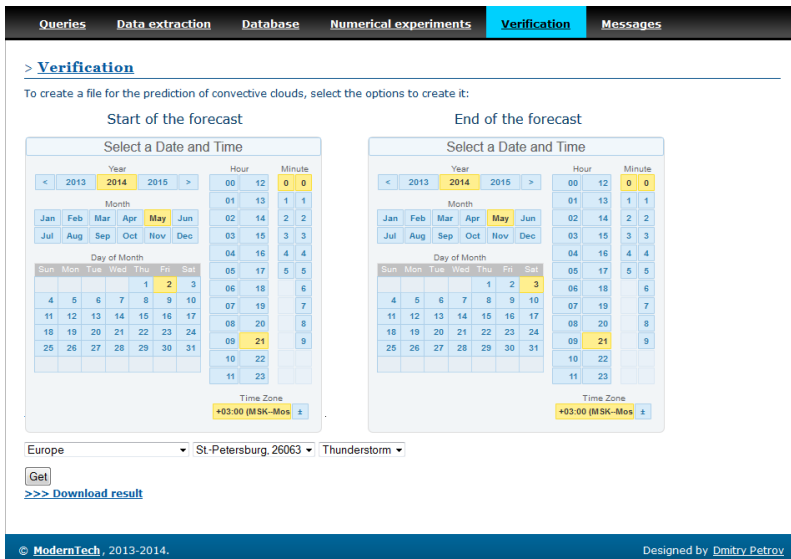 Queries Data extraction Database Numerical experiments Verification Messages
> Verification
To create a file for the prediction of convective clouds, select the options to create it:
Start of the forecast
Select a Date and Time
Year
< 2013 2014 2015 >
Month
Jan Feb Mar Apr May Jun
Jul Aug Sep Oct Nov Dec
Day of Month
Sun Mon Tue Wed Thu Fri Sat
1 2 3
4 5 6 7 8 9 10
11 12 13 14 15 16 17
18 19 20 21 22 23 24
25 26 27 28 29 30 31
Hour Minute
00 12 0 0
01 13 1 1
02 14 2 2
03 15 3 3
04 16 4 4
05 17 5 5
06 18 6
07 19 7
08 20 8
09 21 9
10 22
11 23
Time Zone
+03:00 (MSK–Mos ±
End of the forecast
Select a Date and Time
Year
< 2013 2014 2015 >
Month
Jan Feb Mar Apr May Jun
Jul Aug Sep Oct Nov Dec
Day of Month
Sun Mon Tue Wed Thu Fri Sat
1 2 3
4 5 6 7 8 9 10
11 12 13 14 15 16 17
18 19 20 21 22 23 24
25 26 27 28 29 30 31
Hour Minute
00 12 0 0
01 13 1 1
02 14 2 2
03 15 3 3
04 16 4 4
05 17 5 5
06 18 6
07 19 7
08 20 8
09 21 9
10 22
11 23
Time Zone
+03:00 (MSK–Mos ±
Europe St.-Petersburg, 26063 Thunderstorm
Get
>>> Download result
© ModernTech, 2013-2014. Designed by Dmitry Petrov